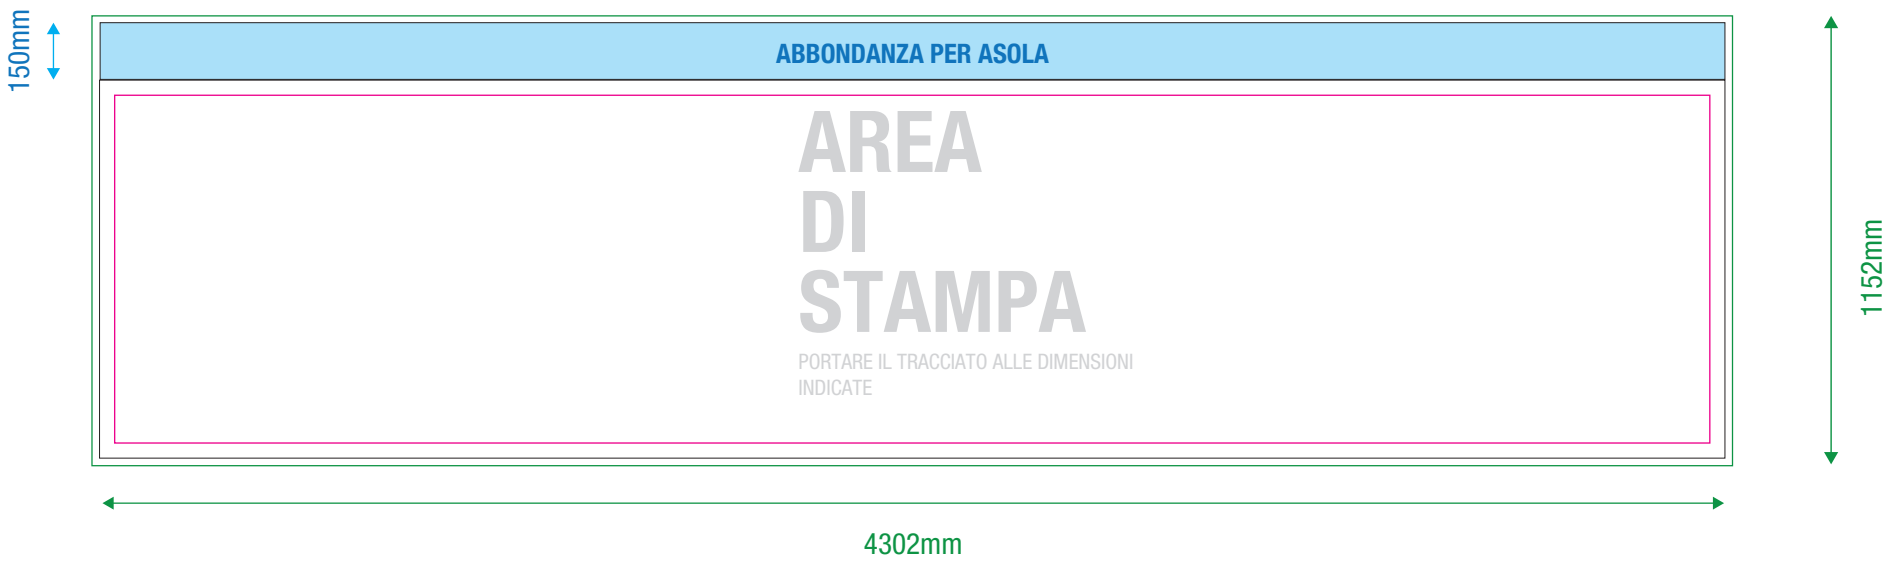 150mm
ABBONDANZA PER ASOLA
AREA
DI
STAMPA
PORTARE IL TRACCIATO ALLE DIMENSIONI
INDICATE
1152mm
4302mm